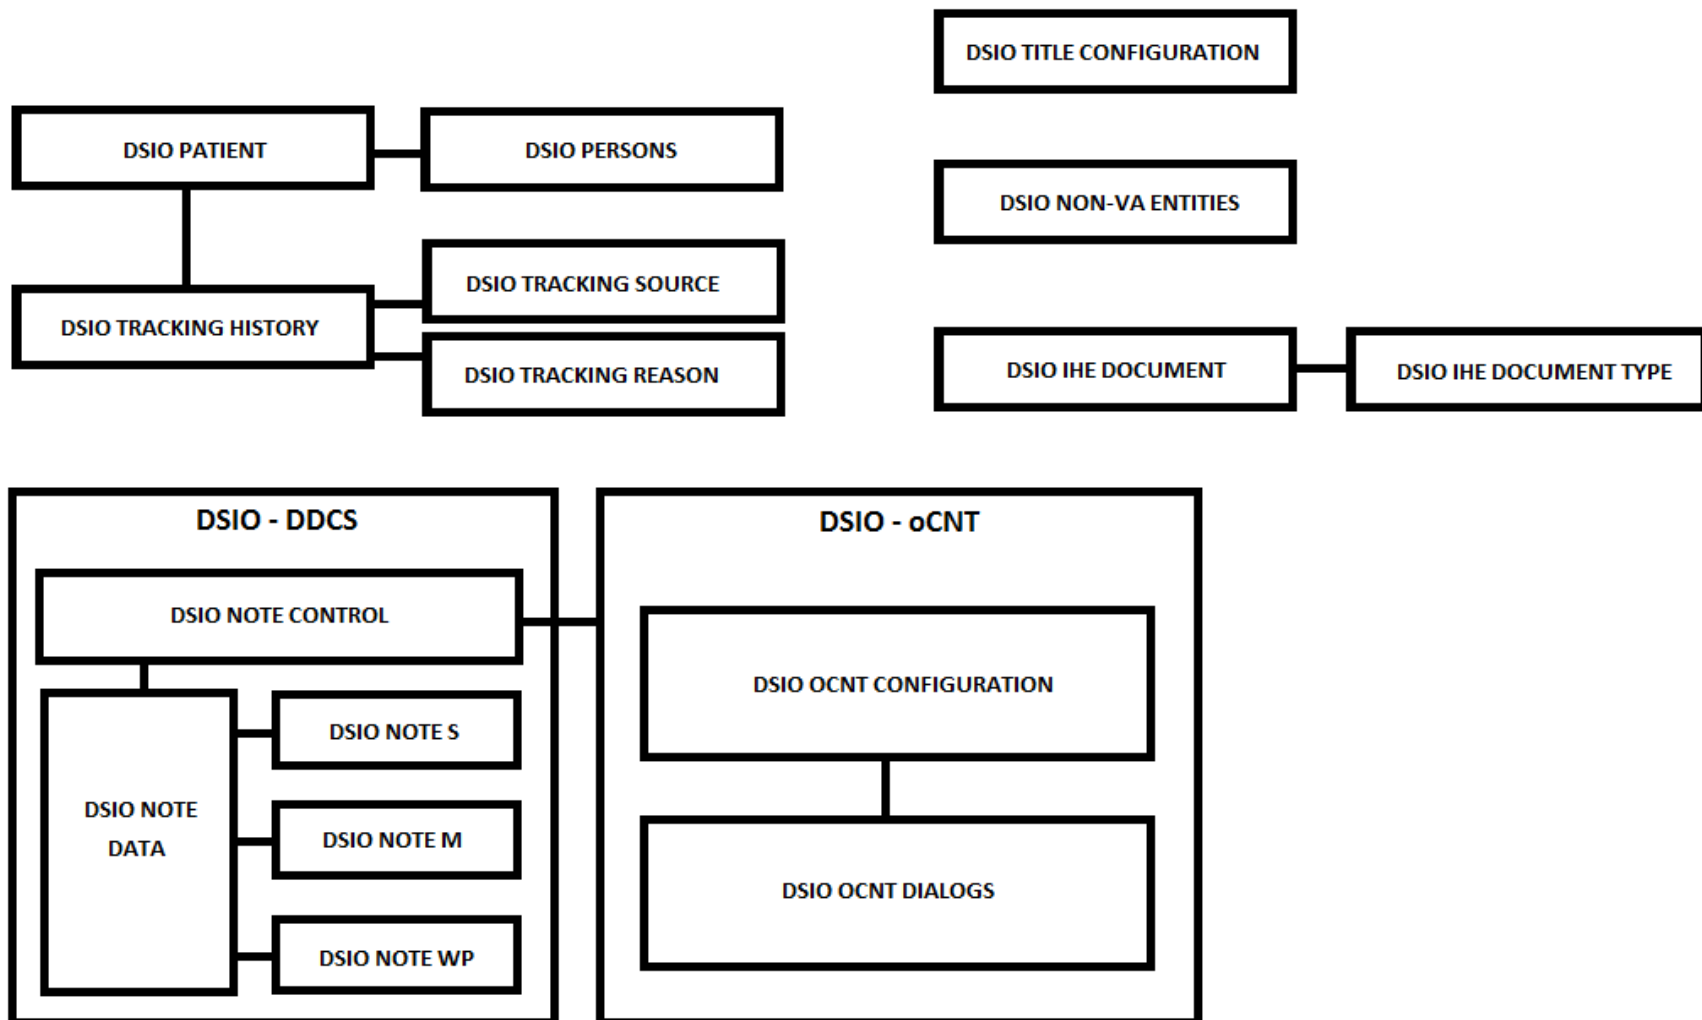 DSIO TITLE CONFIGURATION
DSIO PATIENT
DSIO PERSONS
DSIO NON-VA ENTITIES
DSIO TRACKING SOURCE
DSIO TRACKING HISTORY
DSIO TRACKING REASON
DSIO IHE DOCUMENT
DSIO IHE DOCUMENT TYPE
DSIO - DDCS
DSIO NOTE CONTROL
DSIO NOTE
DATA
DSIO NOTE S
DSIO NOTE M
DSIO NOTE WP
DSIO - oCNT
DSIO OCNT CONFIGURATION
DSIO OCNT DIALOGS